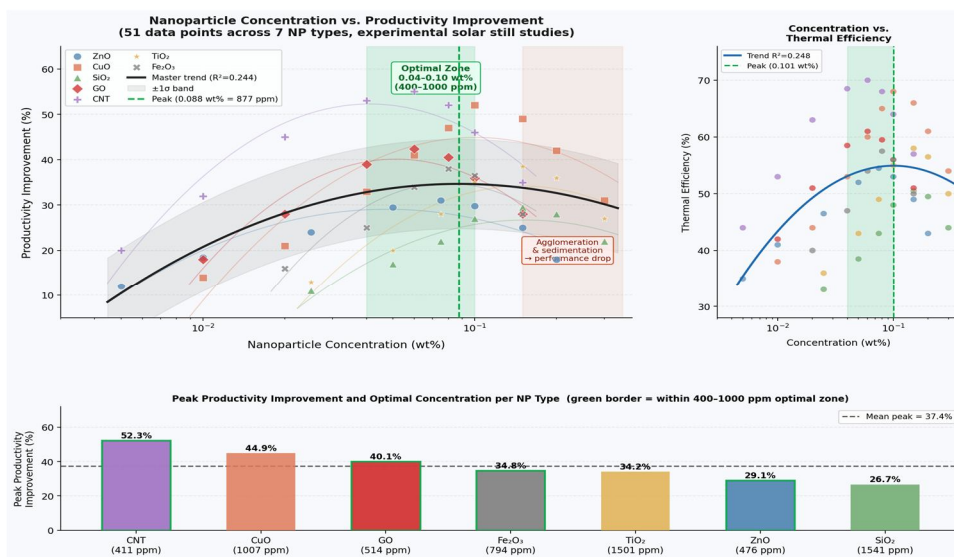 Nanoparticle Concentration vs. Productivity Improvement
(51 data points across 7 NP types, experimental solar still studies)
ZnO
CuO
SiO₂
GO
CNT
TiO₂
Fe₂O₃
Master trend (R²=0.244)
±1σ band
Peak (0.088 wt% = 877 ppm)
Optimal Zone
0.04–0.10 wt%
(400–1000 ppm)
Agglomeration
& sedimentation
→ performance drop
Productivity Improvement (%)
60
50
40
30
20
10
10⁻²
10⁻¹
Nanoparticle Concentration (wt%)
Concentration vs.
Thermal Efficiency
Trend R²=0.248
Peak (0.101 wt%)
Thermal Efficiency (%)
70
60
50
40
30
10⁻²
10⁻¹
Concentration (wt%)
Peak Productivity Improvement and Optimal Concentration per NP Type (green border = within 400–1000 ppm optimal zone)
Mean peak = 37.4%
Peak Productivity
Improvement (%)
60
40
20
0
52.3%
44.9%
40.1%
34.8%
34.2%
29.1%
26.7%
CNT
(411 ppm)
CuO
(1007 ppm)
GO
(514 ppm)
Fe₂O₃
(794 ppm)
TiO₂
(1501 ppm)
ZnO
(476 ppm)
SiO₂
(1541 ppm)